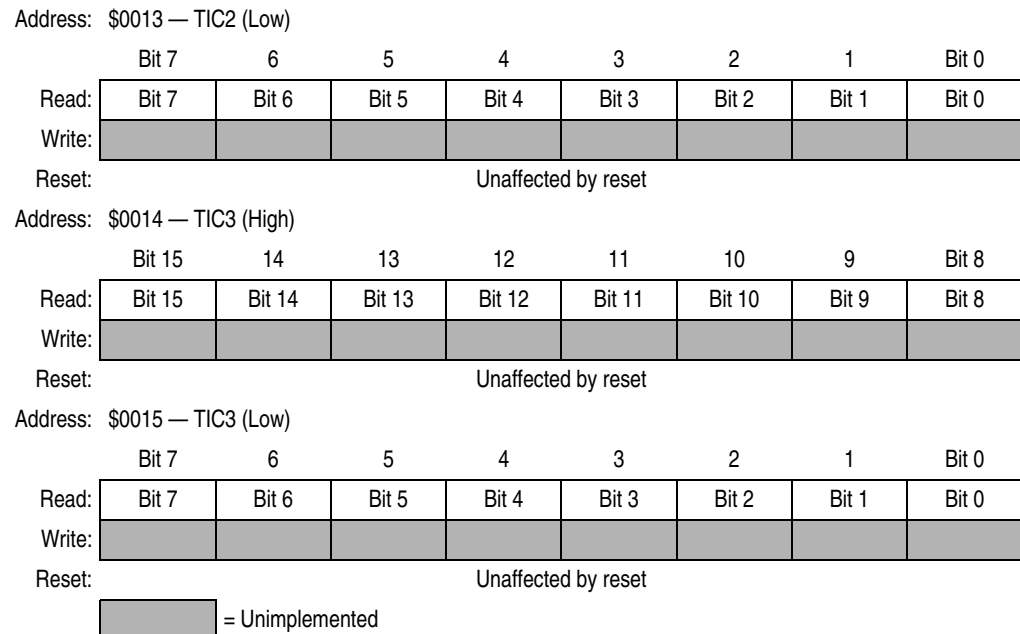 Address: $0013 — TIC2 (Low)
Bit 7 6 5 4 3 2 1 Bit 0
Read: Bit 7 Bit 6 Bit 5 Bit 4 Bit 3 Bit 2 Bit 1 Bit 0
Write:
Reset: Unaffected by reset
Address: $0014 — TIC3 (High)
Bit 15 14 13 12 11 10 9 Bit 8
Read: Bit 15 Bit 14 Bit 13 Bit 12 Bit 11 Bit 10 Bit 9 Bit 8
Write:
Reset: Unaffected by reset
Address: $0015 — TIC3 (Low)
Bit 7 6 5 4 3 2 1 Bit 0
Read: Bit 7 Bit 6 Bit 5 Bit 4 Bit 3 Bit 2 Bit 1 Bit 0
Write:
Reset: Unaffected by reset
= Unimplemented